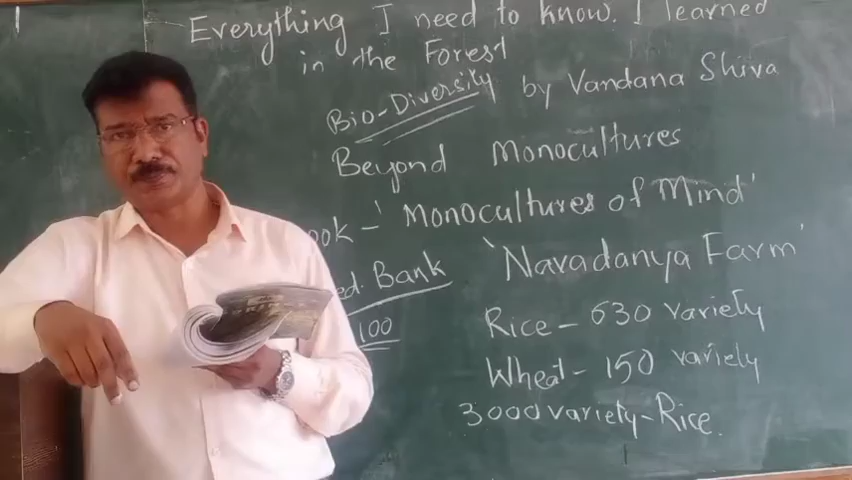 Everything I need to know. I learned
in the Forest
Bio-Diversity by Vandana Shiva
Beyond Monocultures
ook - 'Monocultures of Mind'
ed. Bank 'Navadanya Farm'
100 Rice - 630 variety
Wheat - 150 variety
3000 variety - Rice.